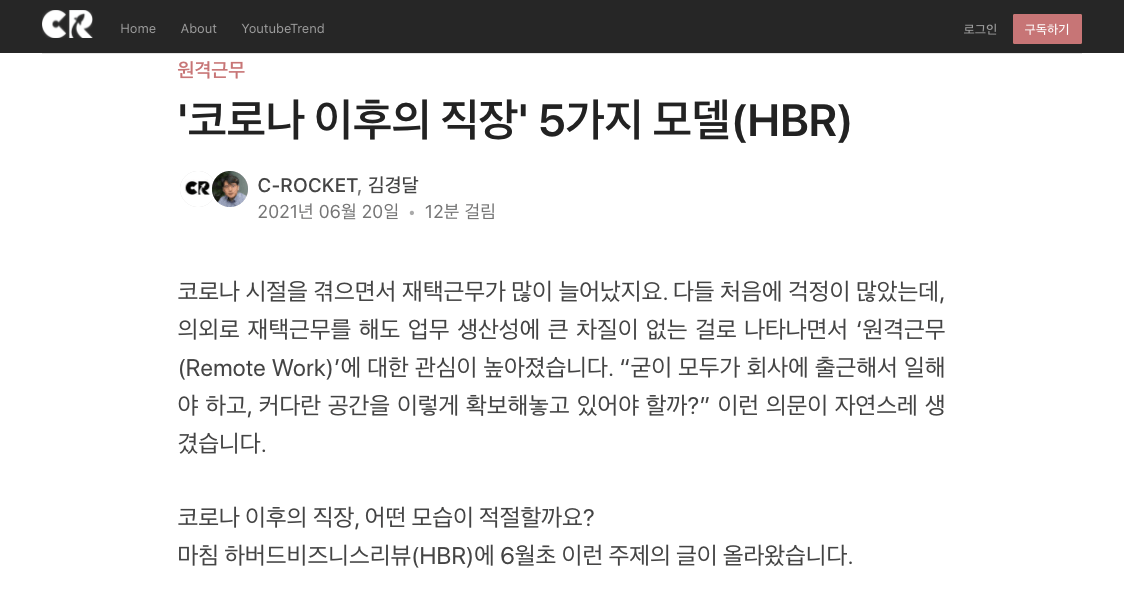 CR Home About YoutubeTrend 로그인 구독하기
원격근무
'코로나 이후의 직장' 5가지 모델(HBR)
CR C-ROCKET, 김경달
2021년 06월 20일 • 12분 걸림
코로나 시절을 겪으면서 재택근무가 많이 늘어났지요. 다들 처음에 걱정이 많았는데,
의외로 재택근무를 해도 업무 생산성에 큰 차질이 없는 걸로 나타나면서 ‘원격근무
(Remote Work)’에 대한 관심이 높아졌습니다. “굳이 모두가 회사에 출근해서 일해
야 하고, 커다란 공간을 이렇게 확보해놓고 있어야 할까?” 이런 의문이 자연스레 생
겼습니다.
코로나 이후의 직장, 어떤 모습이 적절할까요?
마침 하버드비즈니스리뷰(HBR)에 6월초 이런 주제의 글이 올라왔습니다.